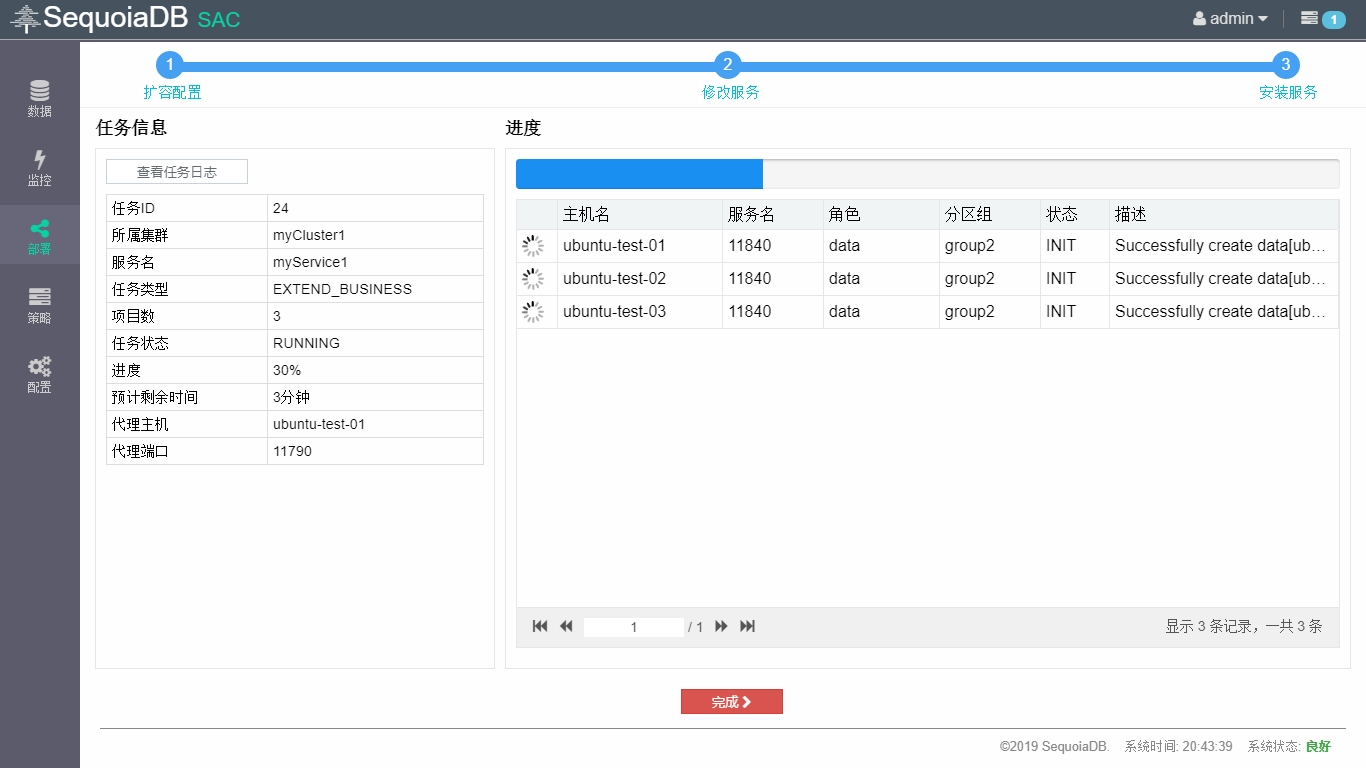 SequoiaDB SAC
admin
1
数据
监控
部署
策略
配置
1
2
3
扩容配置
修改服务
安装服务
任务信息
查看任务日志
任务ID 24
所属集群 myCluster1
服务名 myService1
任务类型 EXTEND_BUSINESS
项目数 3
任务状态 RUNNING
进度 30%
预计剩余时间 3分钟
代理主机 ubuntu-test-01
代理端口 11790
进度
主机名 服务名 角色 分区组 状态 描述
ubuntu-test-01 11840 data group2 INIT Successfully create data[ub...
ubuntu-test-02 11840 data group2 INIT Successfully create data[ub...
ubuntu-test-03 11840 data group2 INIT Successfully create data[ub...
1 / 1
显示 3 条记录，一共 3 条
完成
©2019 SequoiaDB. 系统时间: 20:43:39 系统状态: 良好